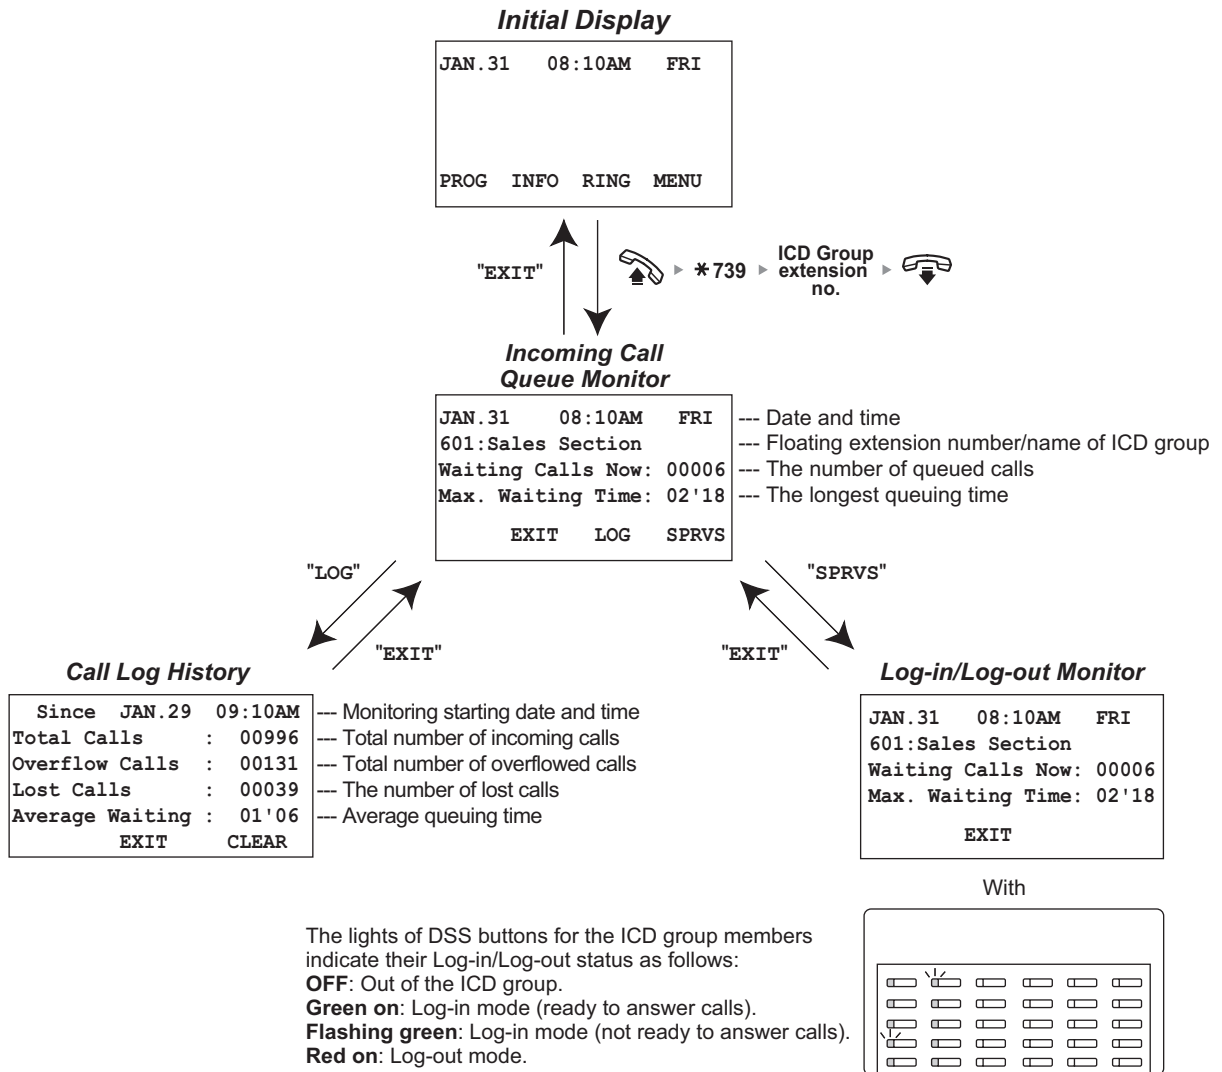 Initial Display
JAN.31 08:10AM FRI
PROG INFO RING MENU
"EXIT"
*739
ICD Group
extension
no.
Incoming Call
Queue Monitor
JAN.31 08:10AM FRI
601:Sales Section
Waiting Calls Now: 00006
Max. Waiting Time: 02'18
EXIT LOG SPRVS
--- Date and time
--- Floating extension number/name of ICD group
--- The number of queued calls
--- The longest queuing time
"LOG"
"EXIT"
"SPRVS"
"EXIT"
Call Log History
Since JAN.29 09:10AM
Total Calls : 00996
Overflow Calls : 00131
Lost Calls : 00039
Average Waiting : 01'06
EXIT CLEAR
--- Monitoring starting date and time
--- Total number of incoming calls
--- Total number of overflowed calls
--- The number of lost calls
--- Average queuing time
Log-in/Log-out Monitor
JAN.31 08:10AM FRI
601:Sales Section
Waiting Calls Now: 00006
Max. Waiting Time: 02'18
EXIT
With
The lights of DSS buttons for the ICD group members
indicate their Log-in/Log-out status as follows:
OFF: Out of the ICD group.
Green on: Log-in mode (ready to answer calls).
Flashing green: Log-in mode (not ready to answer calls).
Red on: Log-out mode.